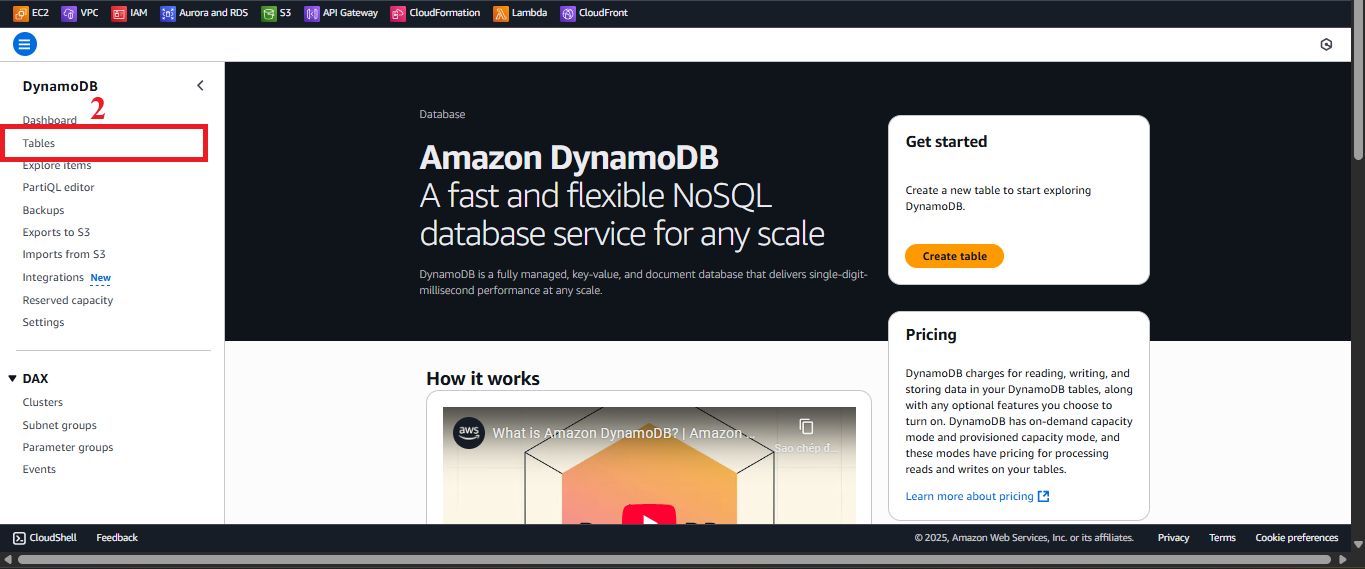 EC2 VPC IAM Aurora and RDS S3 API Gateway CloudFormation Lambda CloudFront
DynamoDB
2
Dashboard
Tables
Explore items
PartiQL editor
Backups
Exports to S3
Imports from S3
Integrations New
Reserved capacity
Settings
DAX
Clusters
Subnet groups
Parameter groups
Events
Database
Amazon DynamoDB
A fast and flexible NoSQL
database service for any scale
DynamoDB is a fully managed, key-value, and document database that delivers single-digit-
millisecond performance at any scale.
Get started
Create a new table to start exploring
DynamoDB.
Create table
Pricing
DynamoDB charges for reading, writing, and
storing data in your DynamoDB tables, along
with any optional features you choose to
turn on. DynamoDB has on-demand capacity
mode and provisioned capacity mode, and
these modes have pricing for processing
reads and writes on your tables.
Learn more about pricing
How it works
aws
What is Amazon DynamoDB? | Amazon ...
Sao chép đ...
CloudShell Feedback
© 2025, Amazon Web Services, Inc. or its affiliates. Privacy Terms Cookie preferences